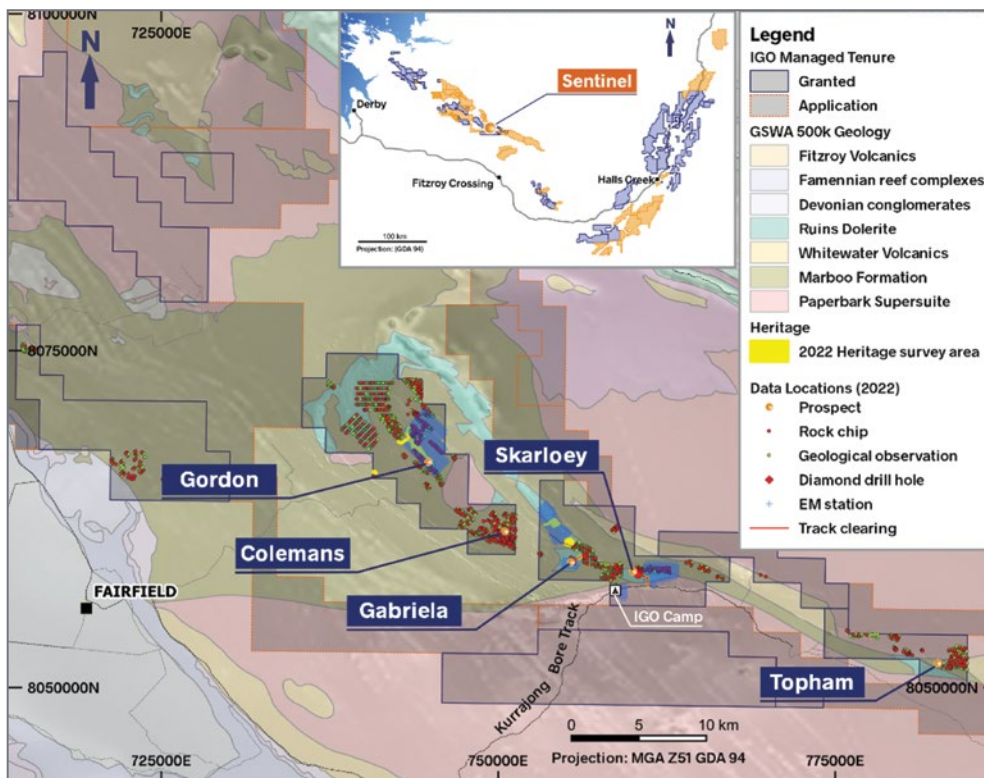 8100000N
725000E
N
8075000N
Gordon
Colemans
Skarloey
Gabriela
FAIRFIELD
IGO Camp
Kurrajong Bore Track
Topham
8050000N
8050000N
0 5 10 km
Projection: MGA Z51 GDA 94
725000E
750000E
775000E
N
Sentinel
Derby
Fitzroy Crossing
Halls Creek
100 km
Projection: (GDA 94)
Legend
IGO Managed Tenure
Granted
Application
GSWA 500k Geology
Fitzroy Volcanics
Famennian reef complexes
Devonian conglomerates
Ruins Dolerite
Whitewater Volcanics
Marboo Formation
Paperbark Supersuite
Heritage
2022 Heritage survey area
Data Locations (2022)
Prospect
Rock chip
Geological observation
Diamond drill hole
EM station
Track clearing